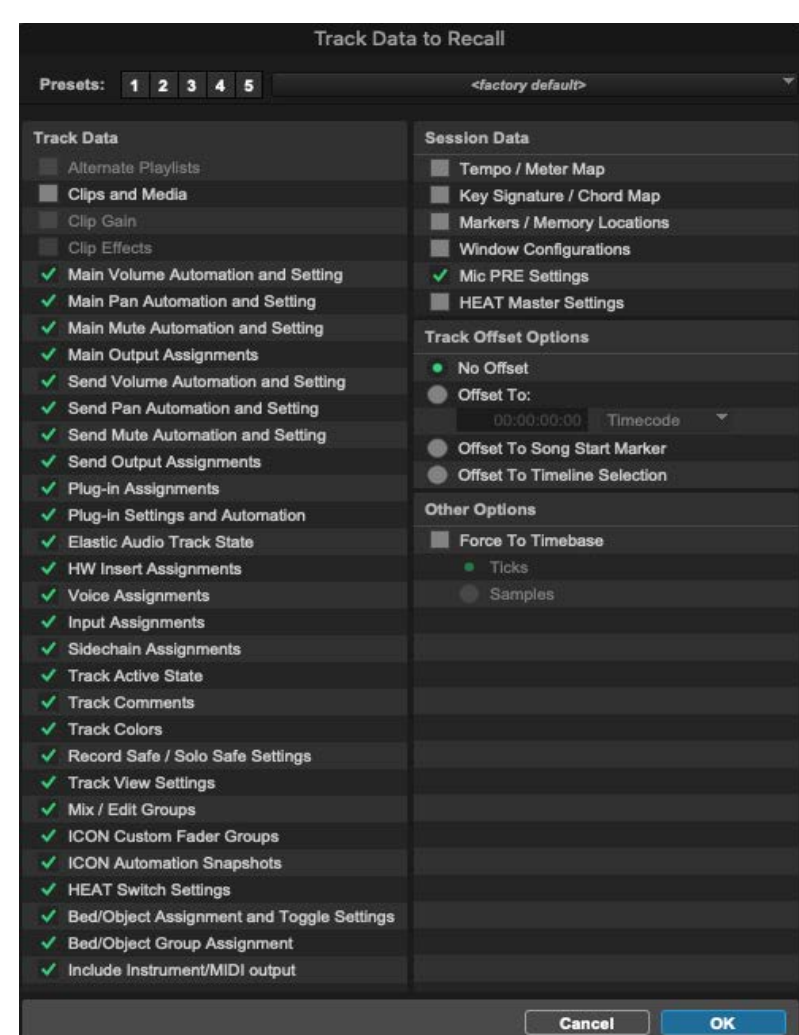 Track Data to Recall
Presets: 1 2 3 4 5 <factory default>
Track Data
Alternate Playlists
Clips and Media
Clip Gain
Clip Effects
Main Volume Automation and Setting
Main Pan Automation and Setting
Main Mute Automation and Setting
Main Output Assignments
Send Volume Automation and Setting
Send Pan Automation and Setting
Send Mute Automation and Setting
Send Output Assignments
Plug-in Assignments
Plug-in Settings and Automation
Elastic Audio Track State
HW Insert Assignments
Voice Assignments
Input Assignments
Sidechain Assignments
Track Active State
Track Comments
Track Colors
Record Safe / Solo Safe Settings
Track View Settings
Mix / Edit Groups
ICON Custom Fader Groups
ICON Automation Snapshots
HEAT Switch Settings
Bed/Object Assignment and Toggle Settings
Bed/Object Group Assignment
Include Instrument/MIDI output
Session Data
Tempo / Meter Map
Key Signature / Chord Map
Markers / Memory Locations
Window Configurations
Mic PRE Settings
HEAT Master Settings
Track Offset Options
No Offset
Offset To:
00:00:00:00 Timecode
Offset To Song Start Marker
Offset To Timeline Selection
Other Options
Force To Timebase
Ticks
Samples
Cancel OK